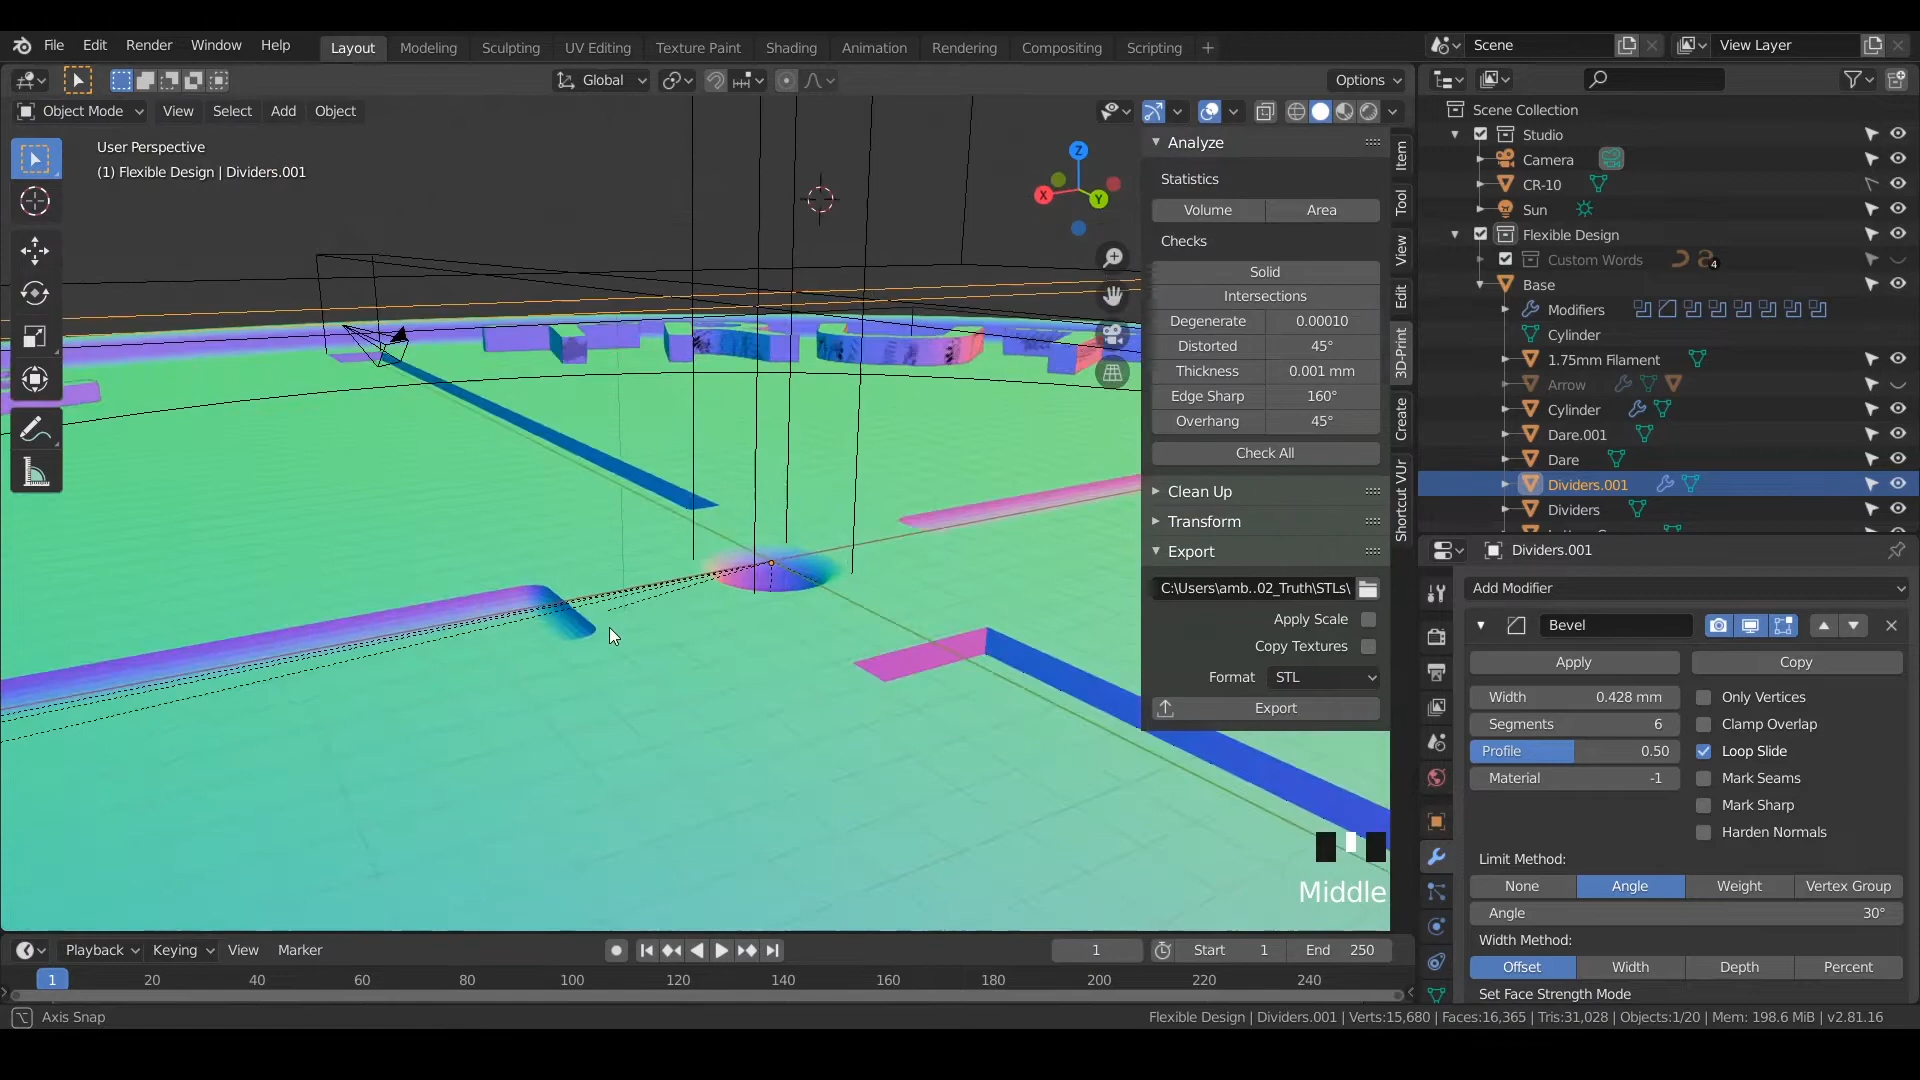 File Edit Render Window Help Layout Modeling Sculpting UV Editing Texture Paint Shading Animation Rendering Compositing Scripting + Scene View Layer
Global Options
Object Mode View Select Add Object
User Perspective
(1) Flexible Design | Dividers.001
Z
X
Y
Analyze
Statistics
Volume Area
Checks
Solid
Intersections
Degenerate 0.00010
Distorted 45°
Thickness 0.001 mm
Edge Sharp 160°
Overhang 45°
Check All
Clean Up
Transform
Export
C:\Users\amb..02_Truth\STLs\
Apply Scale
Copy Textures
Format STL
Export
Item
Tool
View
Edit
3D-Print
Create
Shortcut VUr
Middle
Scene Collection
Studio
Camera
CR-10
Sun
Flexible Design
Custom Words 4
Base
Modifiers
Cylinder
1.75mm Filament
Arrow
Cylinder
Dare.001
Dare
Dividers.001
Dividers
Dividers.001
Add Modifier
Bevel
Apply Copy
Width 0.428 mm Only Vertices
Segments 6 Clamp Overlap
Profile 0.50 Loop Slide
Material -1 Mark Seams
Mark Sharp
Harden Normals
Limit Method:
None Angle Weight Vertex Group
Angle 30°
Width Method:
Offset Width Depth Percent
Set Face Strength Mode
Playback Keying View Marker 1 Start 1 End 250
1 20 40 60 80 100 120 140 160 180 200 220 240
Axis Snap Flexible Design | Dividers.001 | Verts:15,680 | Faces:16,365 | Tris:31,028 | Objects:1/20 | Mem: 198.6 MiB | v2.81.16